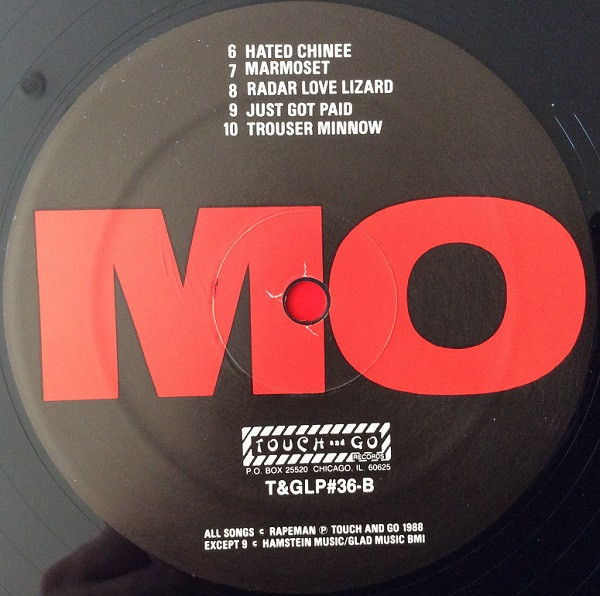 6 HATED CHINEE
7 MARMOSET
8 RADAR LOVE LIZARD
9 JUST GOT PAID
10 TROUSER MINNOW
MO
TOUCH and GO
RECORDS
P.O. BOX 25520 CHICAGO, IL. 60625
T&GLP#36-B
ALL SONGS © RAPEMAN ℗ TOUCH AND GO 1988
EXCEPT 9 © HAMSTEIN MUSIC/GLAD MUSIC BMI